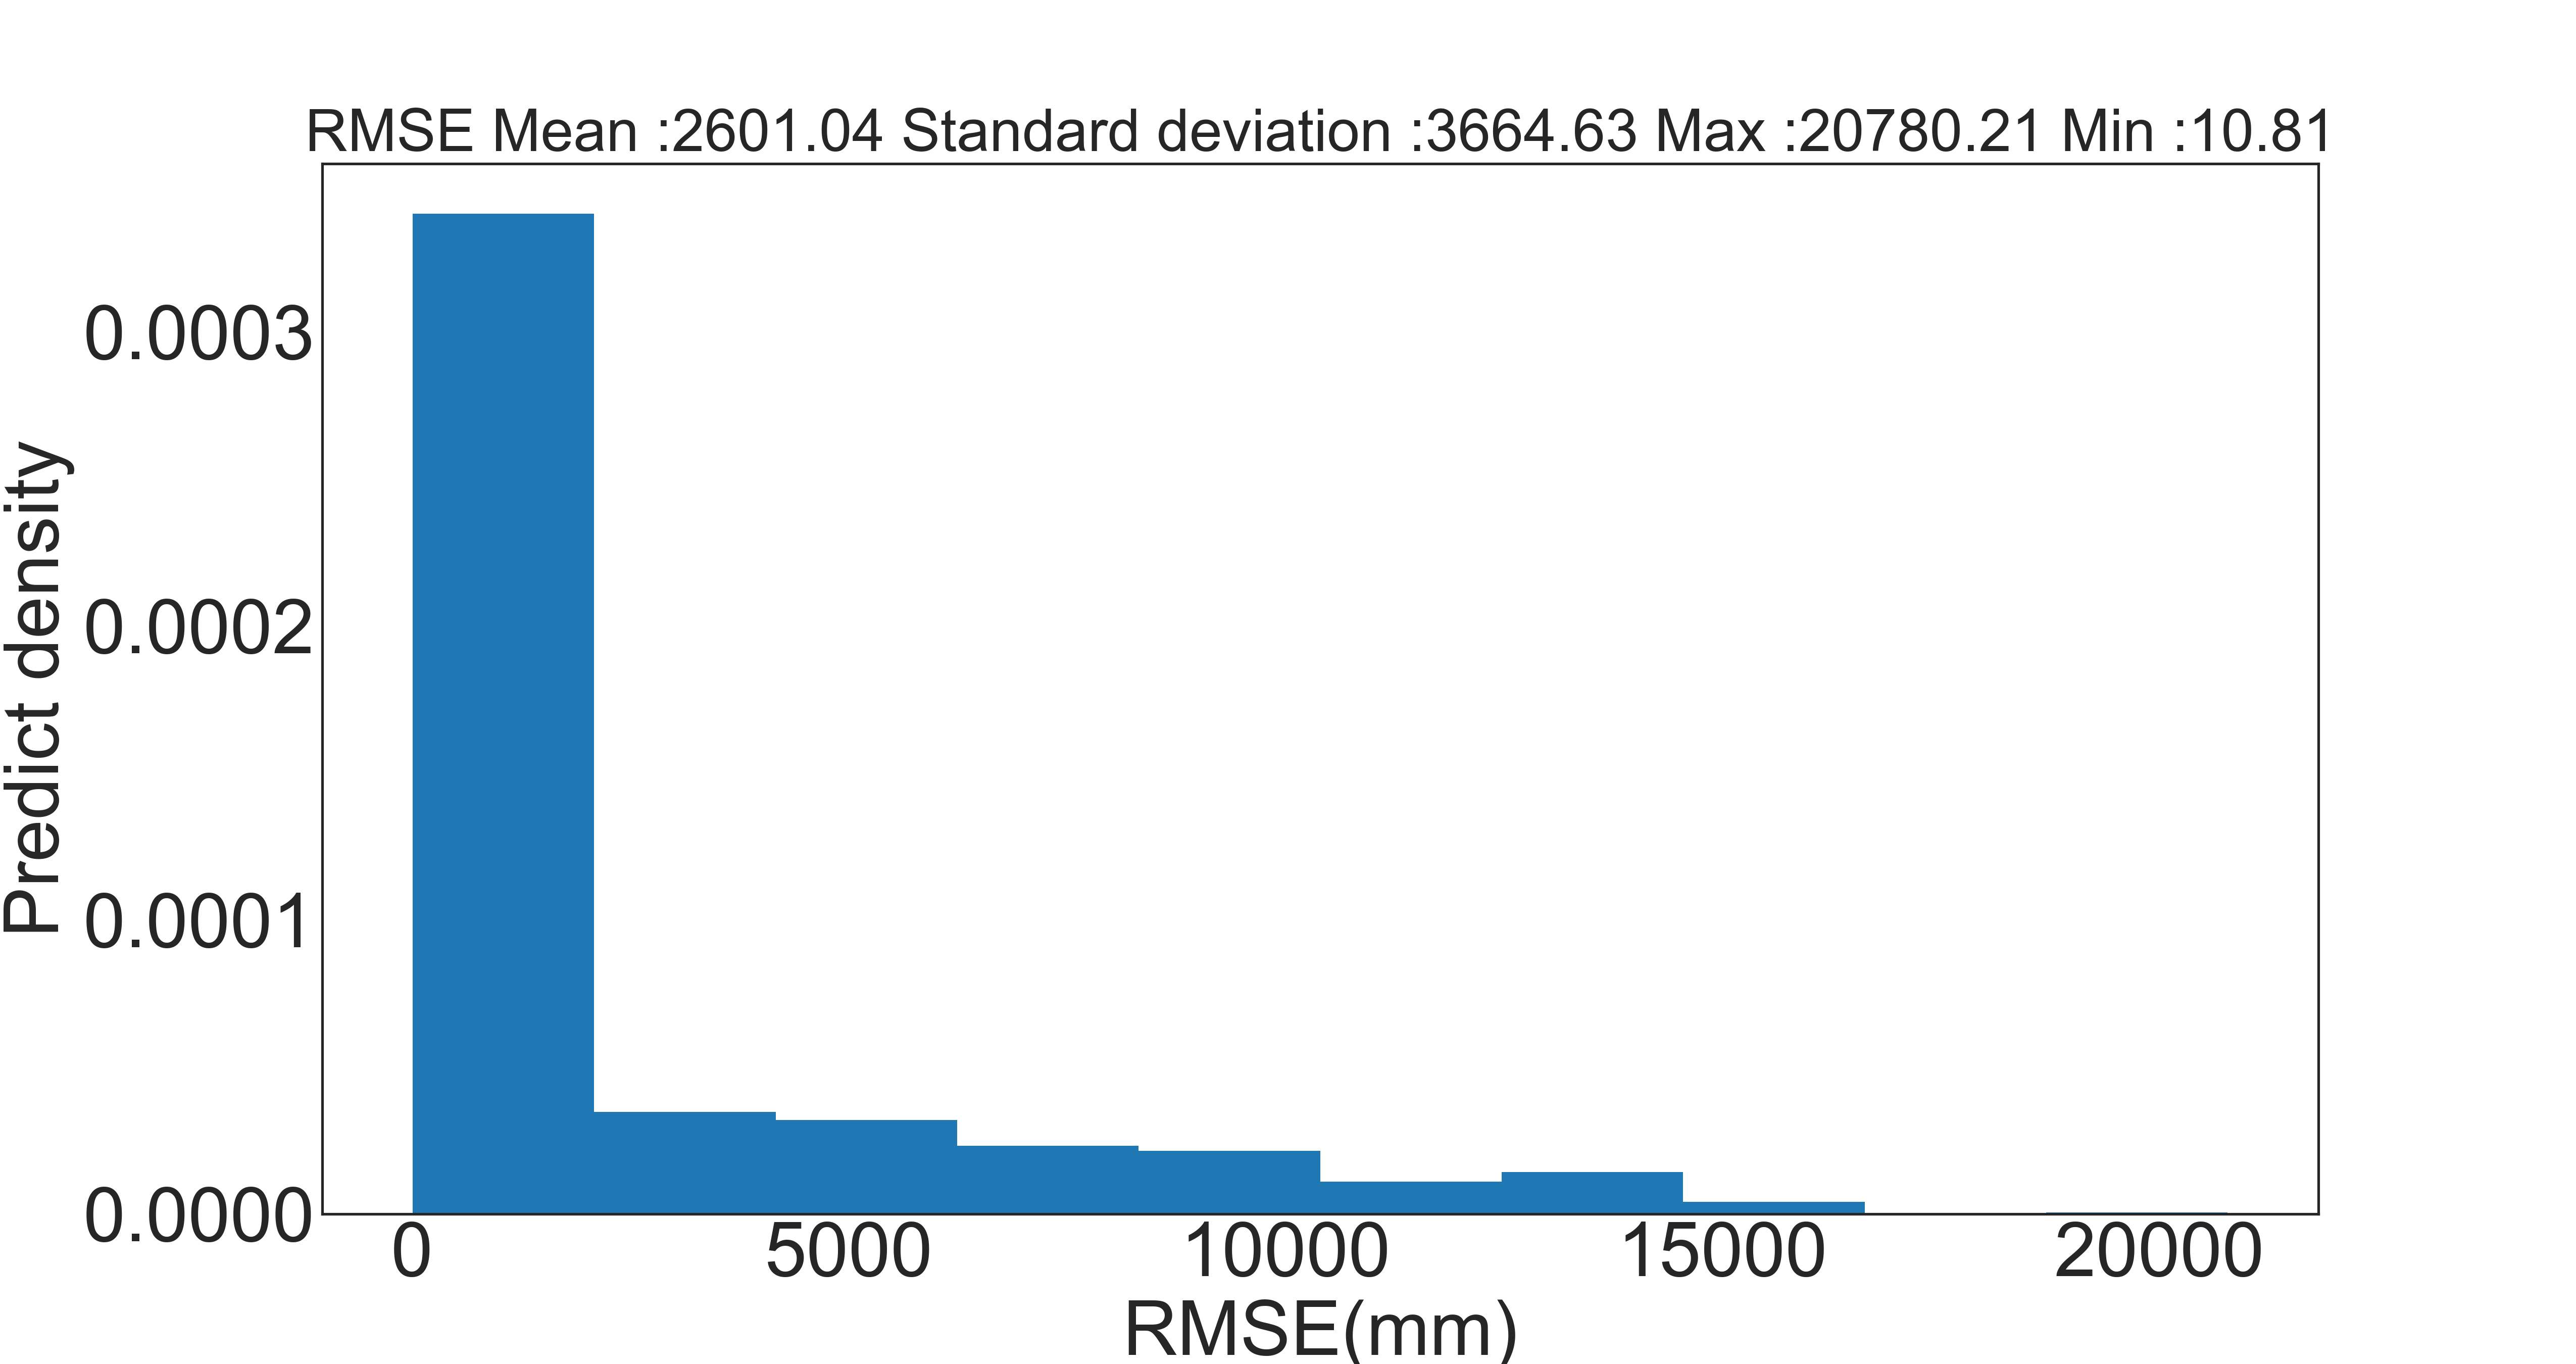 RMSE Mean :2601.04 Standard deviation :3664.63 Max :20780.21 Min :10.81
Predict density
0.0003
0.0002
0.0001
0.0000
0 5000 10000 15000 20000
RMSE(mm)